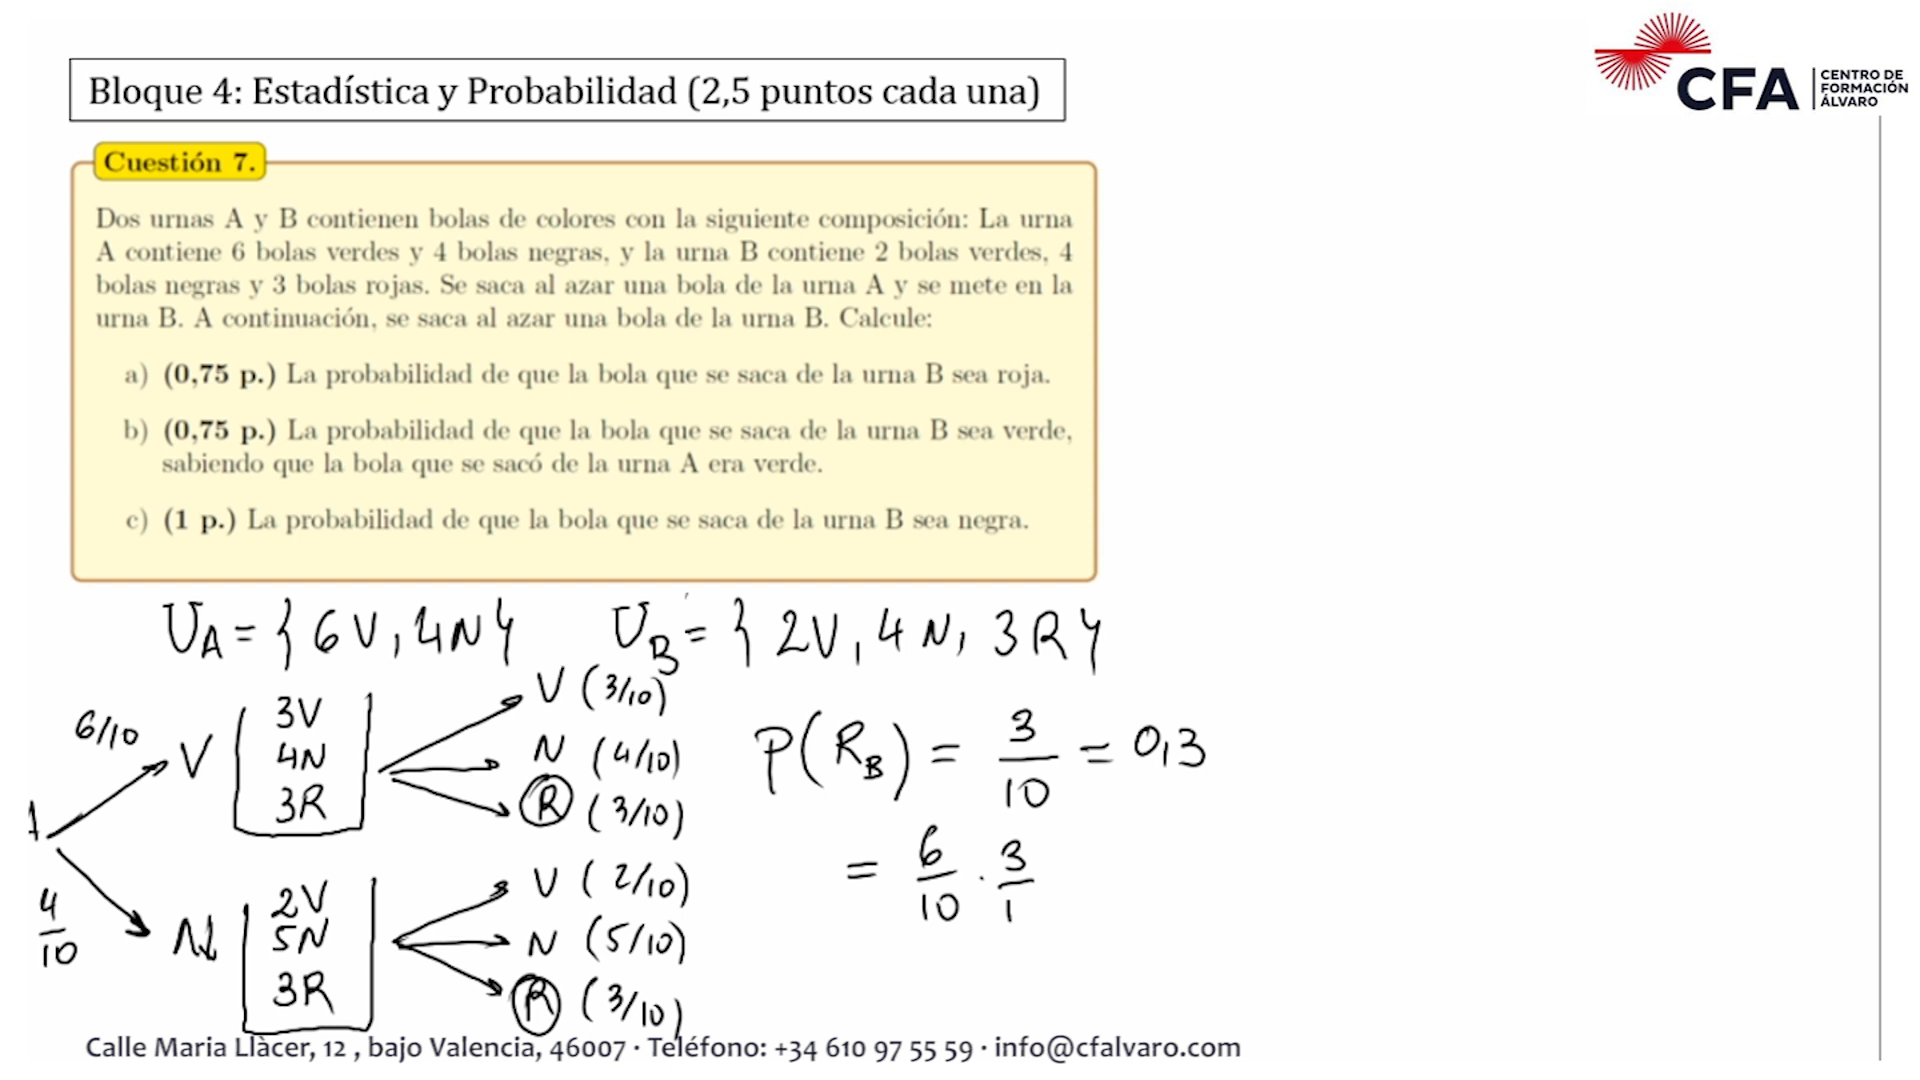 Bloque 4: Estadística y Probabilidad (2,5 puntos cada una)
CFA
CENTRO DE
FORMACIÓN
ÁLVARO
Cuestión 7.
Dos urnas A y B contienen bolas de colores con la siguiente composición: La urna
A contiene 6 bolas verdes y 4 bolas negras, y la urna B contiene 2 bolas verdes, 4
bolas negras y 3 bolas rojas. Se saca al azar una bola de la urna A y se mete en la
urna B. A continuación, se saca al azar una bola de la urna B. Calcule:
a) (0,75 p.) La probabilidad de que la bola que se saca de la urna B sea roja.
b) (0,75 p.) La probabilidad de que la bola que se saca de la urna B sea verde,
sabiendo que la bola que se sacó de la urna A era verde.
c) (1 p.) La probabilidad de que la bola que se saca de la urna B sea negra.
U_A = { 6V, 4N } U_B = { 2V, 4N, 3R }
6/10
V
3V
4N
3R
V (3/10)
N (4/10)
R (3/10)
4/10
N
2V
5N
3R
V (2/10)
N (5/10)
R (3/10)
P(R_B) = 3/10 = 0,3
= 6/10 · 3/1
Calle Maria Llàcer, 12 , bajo Valencia, 46007 · Teléfono: +34 610 97 55 59 · info@cfalvaro.com